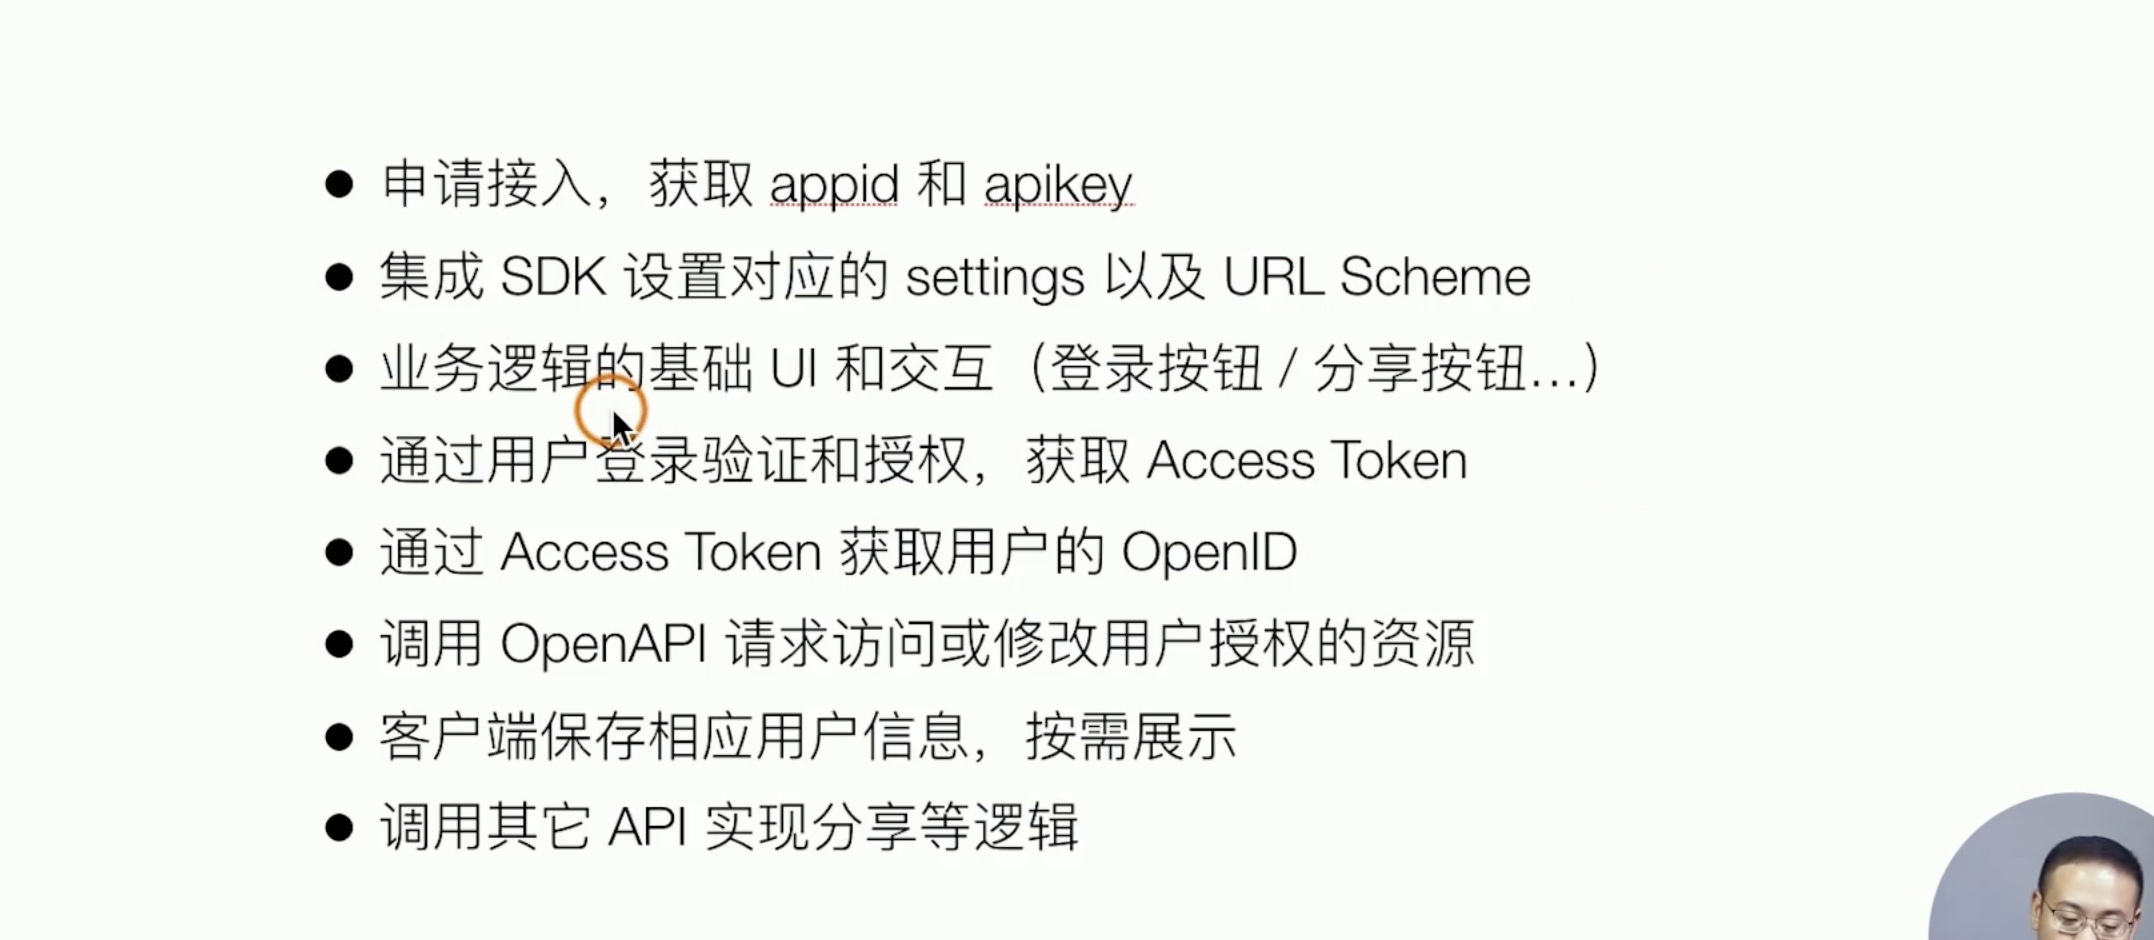 ● 申请接入，获取 appid 和 apikey
● 集成 SDK 设置对应的 settings 以及 URL Scheme
● 业务逻辑的基础 UI 和交互（登录按钮 / 分享按钮...）
● 通过用户登录验证和授权，获取 Access Token
● 通过 Access Token 获取用户的 OpenID
● 调用 OpenAPI 请求访问或修改用户授权的资源
● 客户端保存相应用户信息，按需展示
● 调用其它 API 实现分享等逻辑